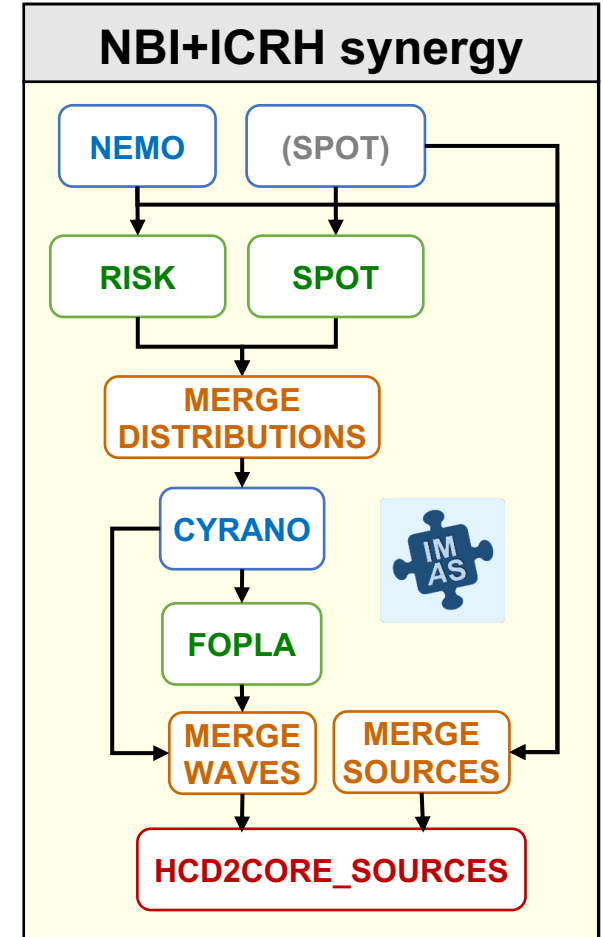 NBI+ICRH synergy
NEMO
(SPOT)
RISK
SPOT
MERGE
DISTRIBUTIONS
CYRANO
IM
AS
FOPLA
MERGE
WAVES
MERGE
SOURCES
HCD2CORE_SOURCES